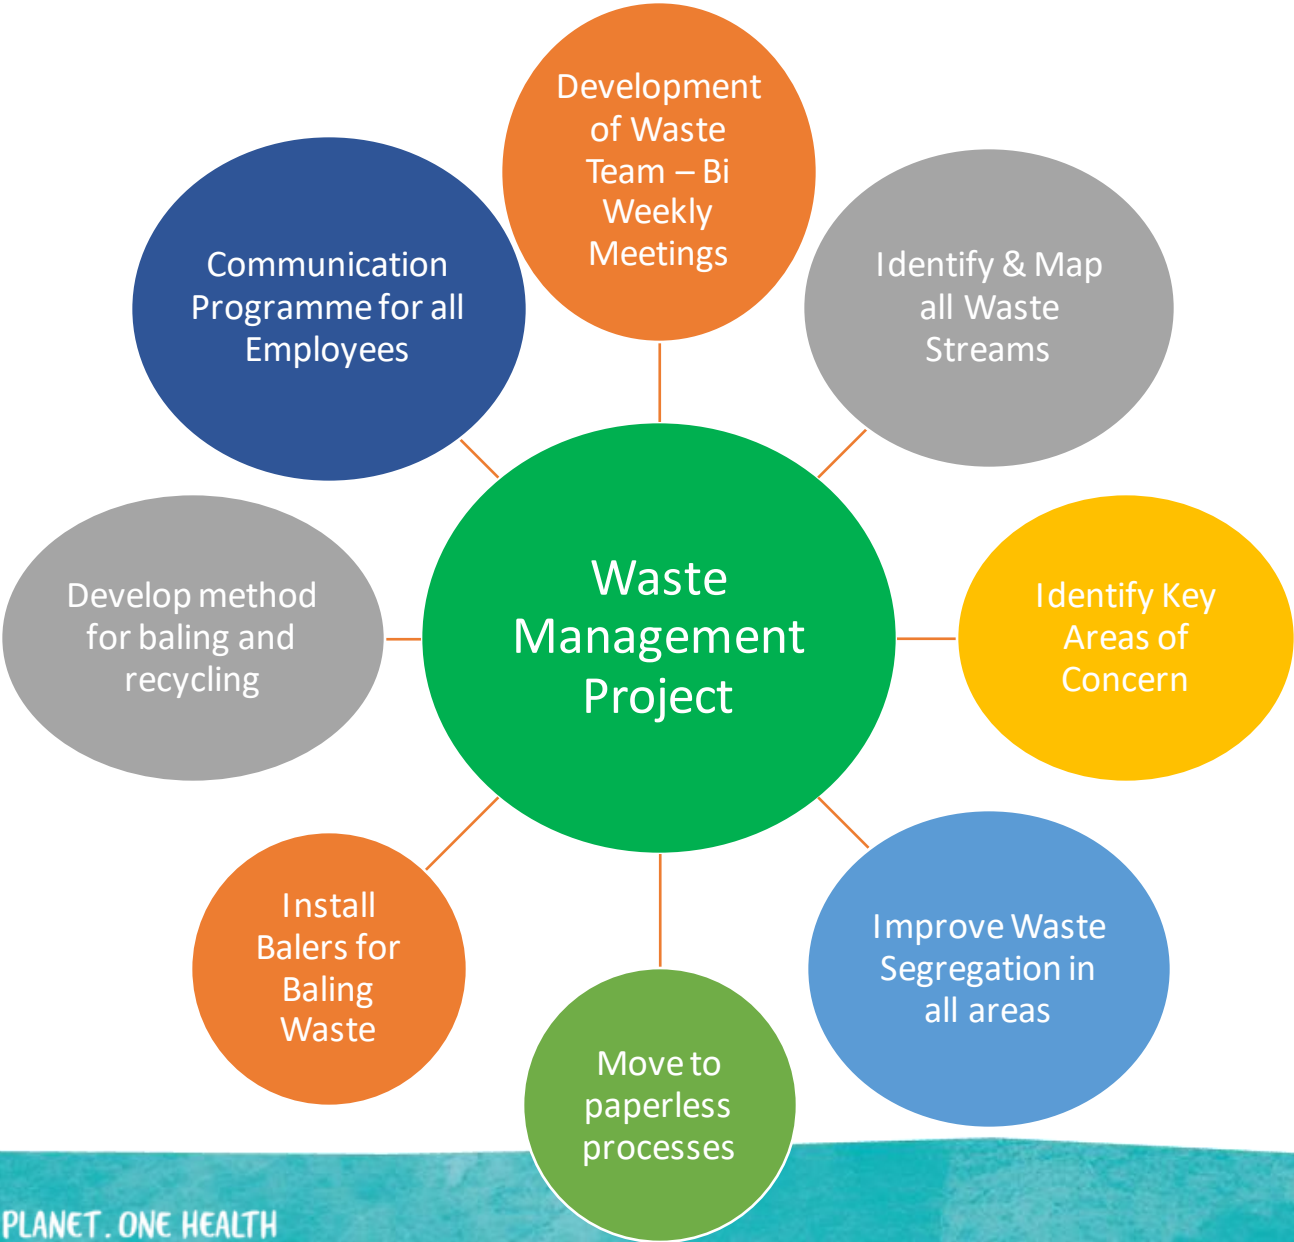 Development
of Waste
Team – Bi
Weekly
Meetings
Identify & Map
all Waste
Streams
Identify Key
Areas of
Concern
Improve Waste
Segregation in
all areas
Move to
paperless
processes
Install
Balers for
Baling
Waste
Develop method
for baling and
recycling
Communication
Programme for all
Employees
Waste
Management
Project
PLANET. ONE HEALTH